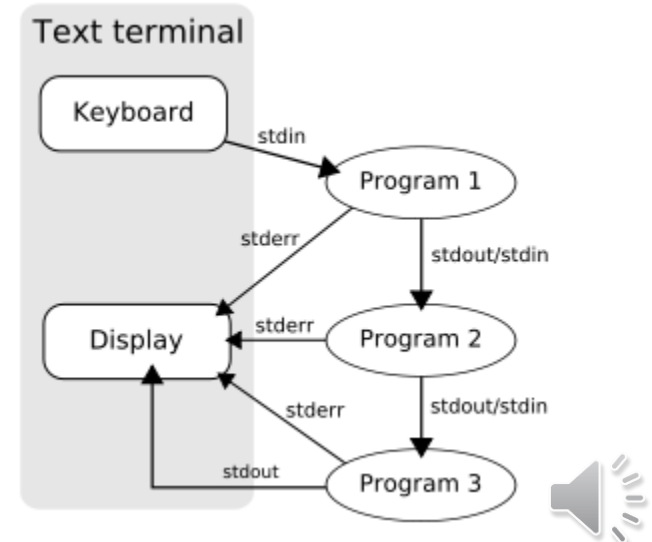 Text terminal
Keyboard
stdin
Program 1
stderr
stdout/stdin
Display
stderr
Program 2
stdout/stdin
stderr
stdout
Program 3